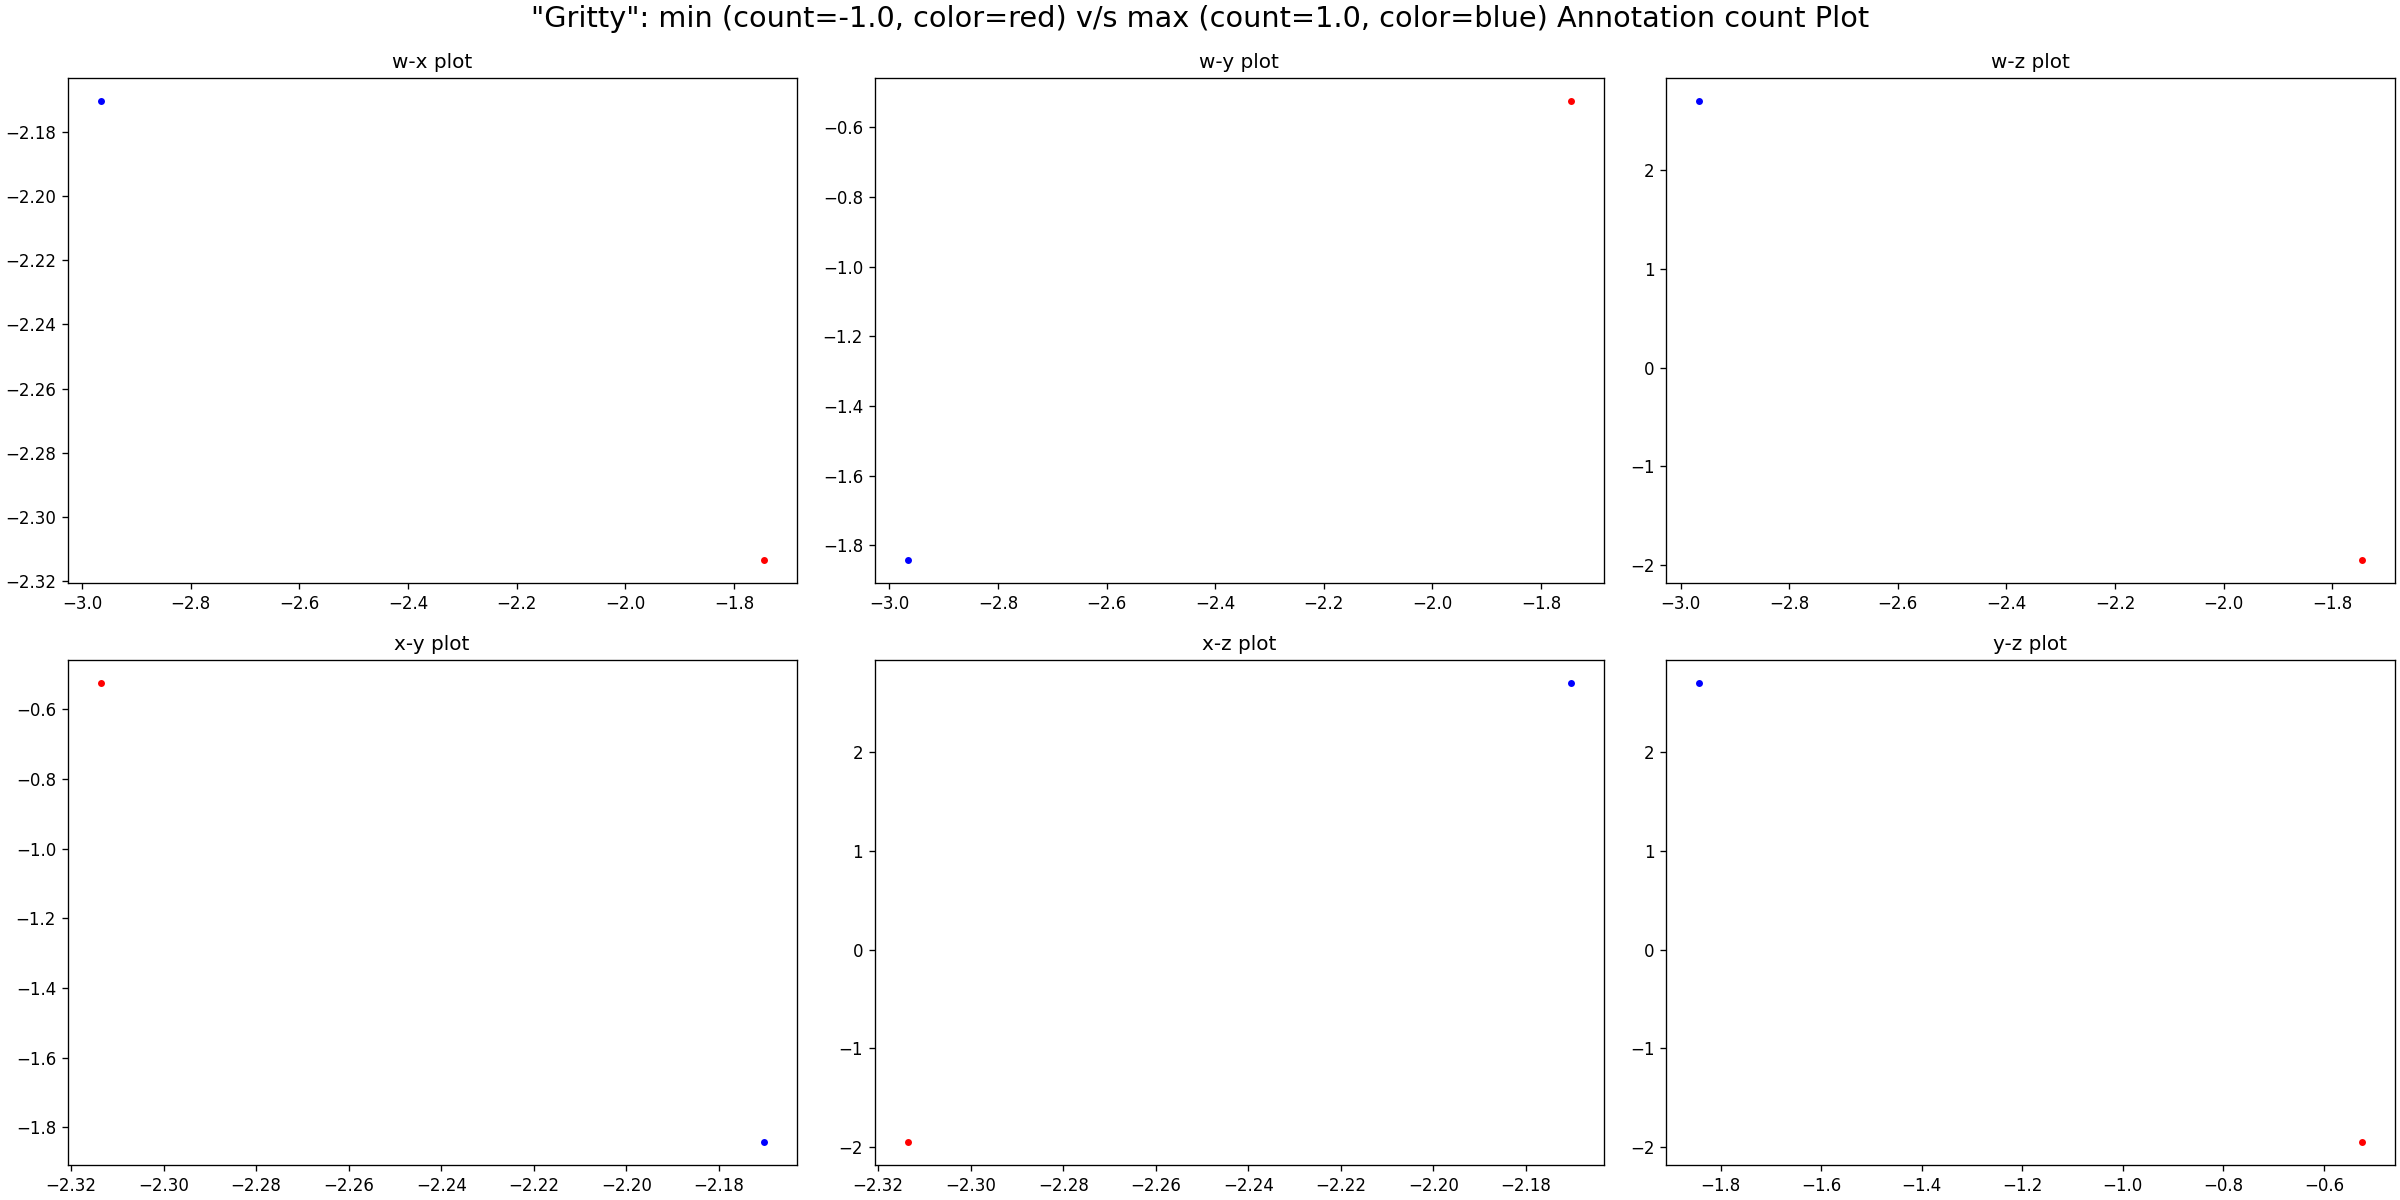 "Gritty": min (count=-1.0, color=red) v/s max (count=1.0, color=blue) Annotation count Plot
w-x plot
−2.18
−2.20
−2.22
−2.24
−2.26
−2.28
−2.30
−2.32
−3.0 −2.8 −2.6 −2.4 −2.2 −2.0 −1.8
w-y plot
−0.6
−0.8
−1.0
−1.2
−1.4
−1.6
−1.8
−3.0 −2.8 −2.6 −2.4 −2.2 −2.0 −1.8
w-z plot
2
1
0
−1
−2
−3.0 −2.8 −2.6 −2.4 −2.2 −2.0 −1.8
x-y plot
−0.6
−0.8
−1.0
−1.2
−1.4
−1.6
−1.8
−2.32 −2.30 −2.28 −2.26 −2.24 −2.22 −2.20 −2.18
x-z plot
2
1
0
−1
−2
−2.32 −2.30 −2.28 −2.26 −2.24 −2.22 −2.20 −2.18
y-z plot
2
1
0
−1
−2
−1.8 −1.6 −1.4 −1.2 −1.0 −0.8 −0.6